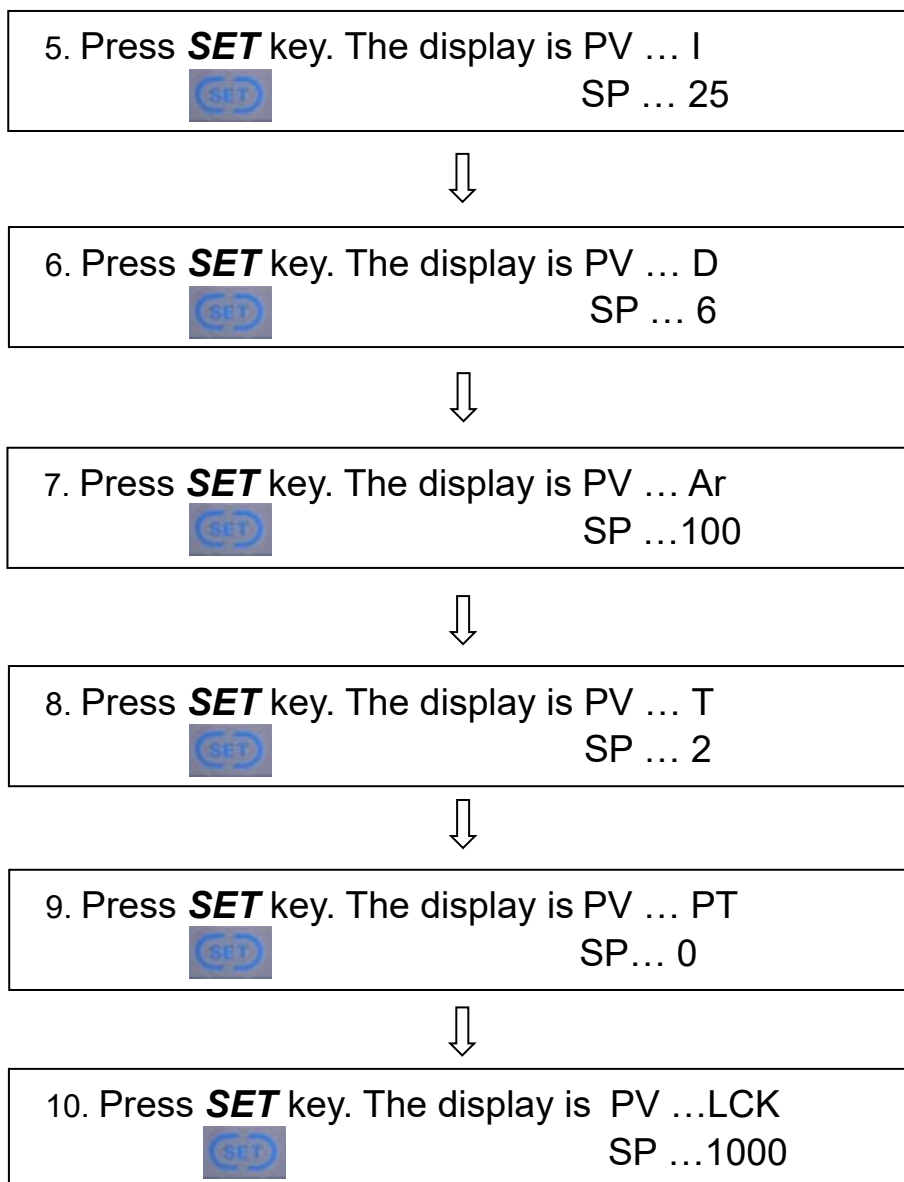 5. Press SET key. The display is PV … I
SET SP … 25
6. Press SET key. The display is PV … D
SET SP … 6
7. Press SET key. The display is PV … Ar
SET SP …100
8. Press SET key. The display is PV … T
SET SP … 2
9. Press SET key. The display is PV … PT
SET SP… 0
10. Press SET key. The display is PV …LCK
SET SP …1000